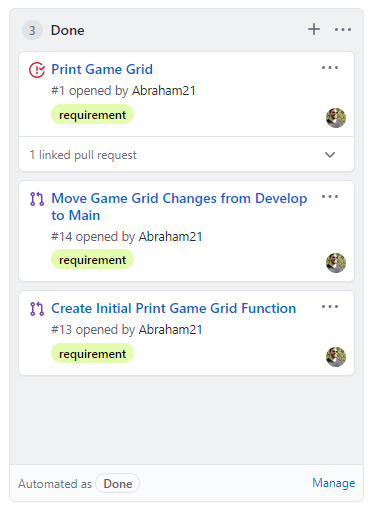 3 Done
Print Game Grid
#1 opened by Abraham21
requirement
1 linked pull request
Move Game Grid Changes from Develop
to Main
#14 opened by Abraham21
requirement
Create Initial Print Game Grid Function
#13 opened by Abraham21
requirement
Automated as Done Manage